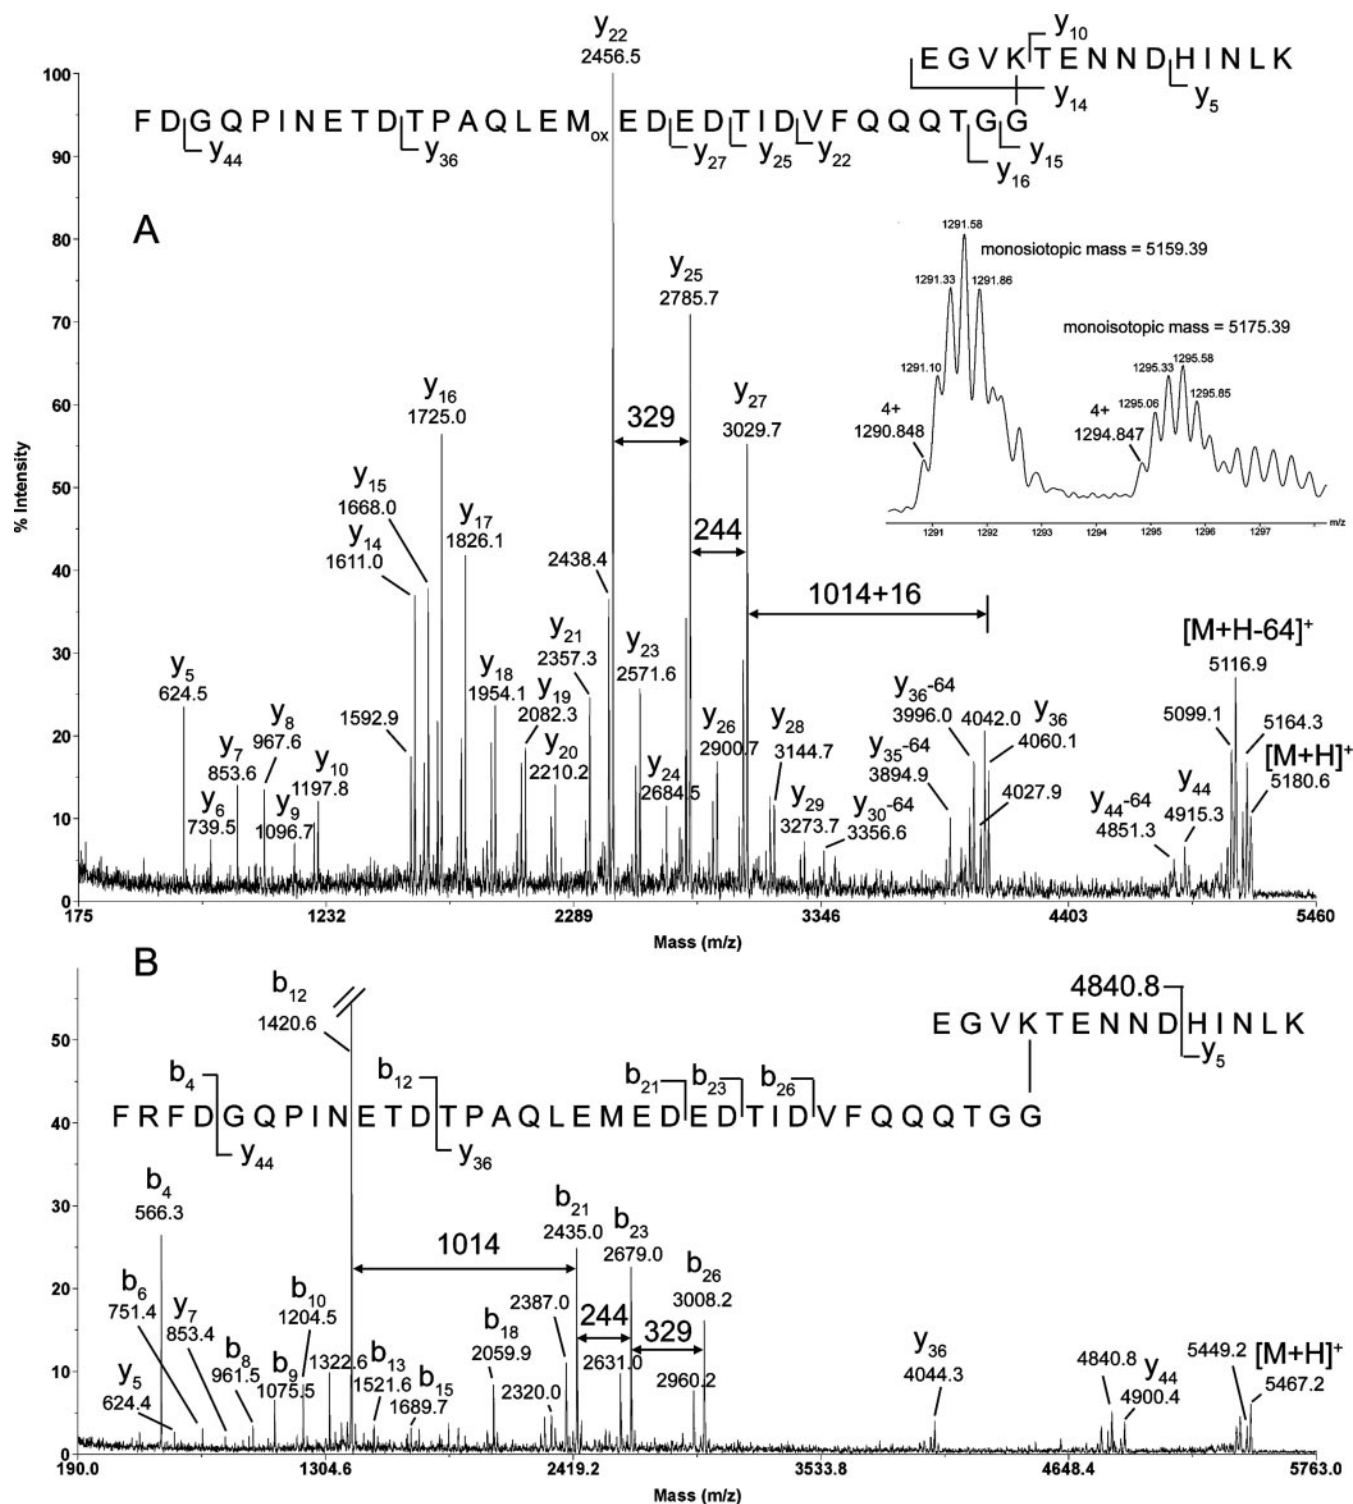 y22
2456.5
y10
E G V K T E N N D H I N L K
y14
y5
F D G Q P I N E T D T P A Q L E M ox E D E D T I D V F Q Q Q T G G
y44
y36
y27
y25
y22
y16
y15
A
% Intensity
100
90
80
70
60
50
40
30
20
10
0
1291.58
monosiotopic mass = 5159.39
1291.33
1291.86
monoisotopic mass = 5175.39
1291.10
1295.33
1295.58
1295.06
1295.85
4+
1290.848
4+
1294.847
1291
1292
1293
1294
1295
1296
1297
m/z
y25
2785.7
y16
1725.0
329
y27
3029.7
y15
1668.0
y17
1826.1
y14
1611.0
2438.4
244
1014+16
y5
624.5
y21
2357.3
y23
2571.6
[M+H-64]+
5116.9
y18
1954.1
y19
2082.3
y36-64
3996.0
4042.0
y36
4060.1
5099.1
5164.3
[M+H]+
5180.6
1592.9
y8
967.6
y7
853.6
y10
1197.8
y20
2210.2
y26
2900.7
y28
3144.7
y35-64
3894.9
4027.9
y6
739.5
y9
1096.7
y24
2684.5
y29
3273.7
y30-64
3356.6
y44-64
4851.3
y44
4915.3
175
1232
2289
3346
4403
5460
Mass (m/z)
B
b12
1420.6
4840.8
E G V K T E N N D H I N L K
y5
b4
b12
b21
b23
b26
F R F D G Q P I N E T D T P A Q L E M E D E D T I D V F Q Q Q T G G
y44
y36
50
40
30
20
10
0
b4
566.3
1014
b21
2435.0
b23
2679.0
b26
3008.2
244
329
b6
751.4
y7
853.4
b10
1204.5
2387.0
b18
2059.9
y5
624.4
b8
961.5
b9
1075.5
1322.6
b13
1521.6
b15
1689.7
2320.0
2631.0
2960.2
y36
4044.3
4840.8
y44
4900.4
5449.2
[M+H]+
5467.2
190.0
1304.6
2419.2
3533.8
4648.4
5763.0
Mass (m/z)